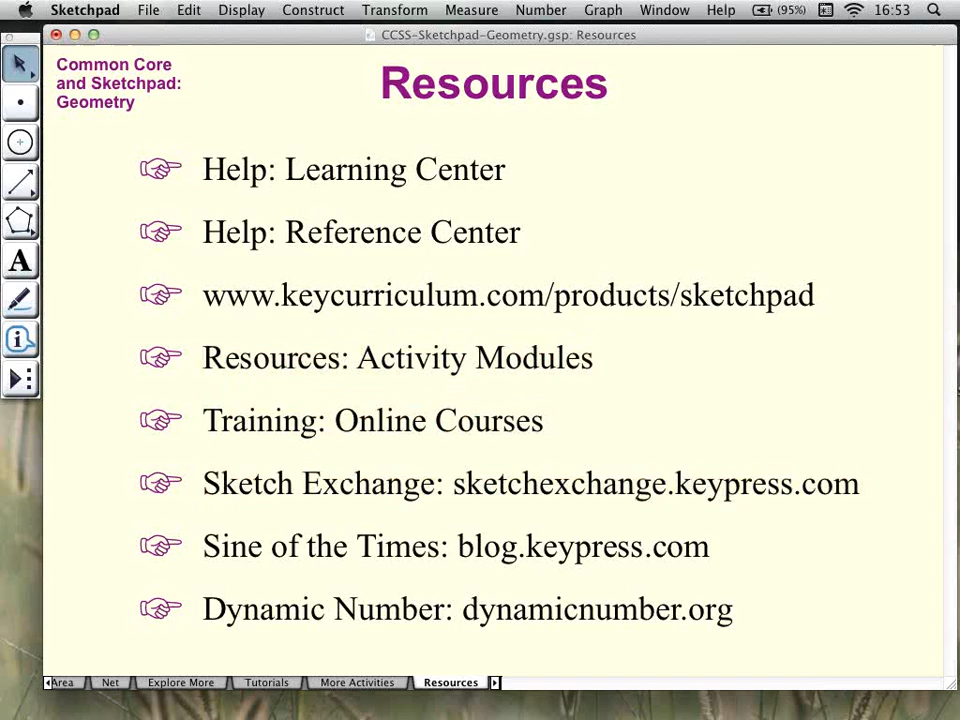 Sketchpad File Edit Display Construct Transform Measure Number Graph Window Help (95%) 16:53
CCSS-Sketchpad-Geometry.gsp: Resources
Common Core
and Sketchpad:
Geometry
Resources
Help: Learning Center
Help: Reference Center
www.keycurriculum.com/products/sketchpad
Resources: Activity Modules
Training: Online Courses
Sketch Exchange: sketchexchange.keypress.com
Sine of the Times: blog.keypress.com
Dynamic Number: dynamicnumber.org
A
i
Area Net Explore More Tutorials More Activities Resources